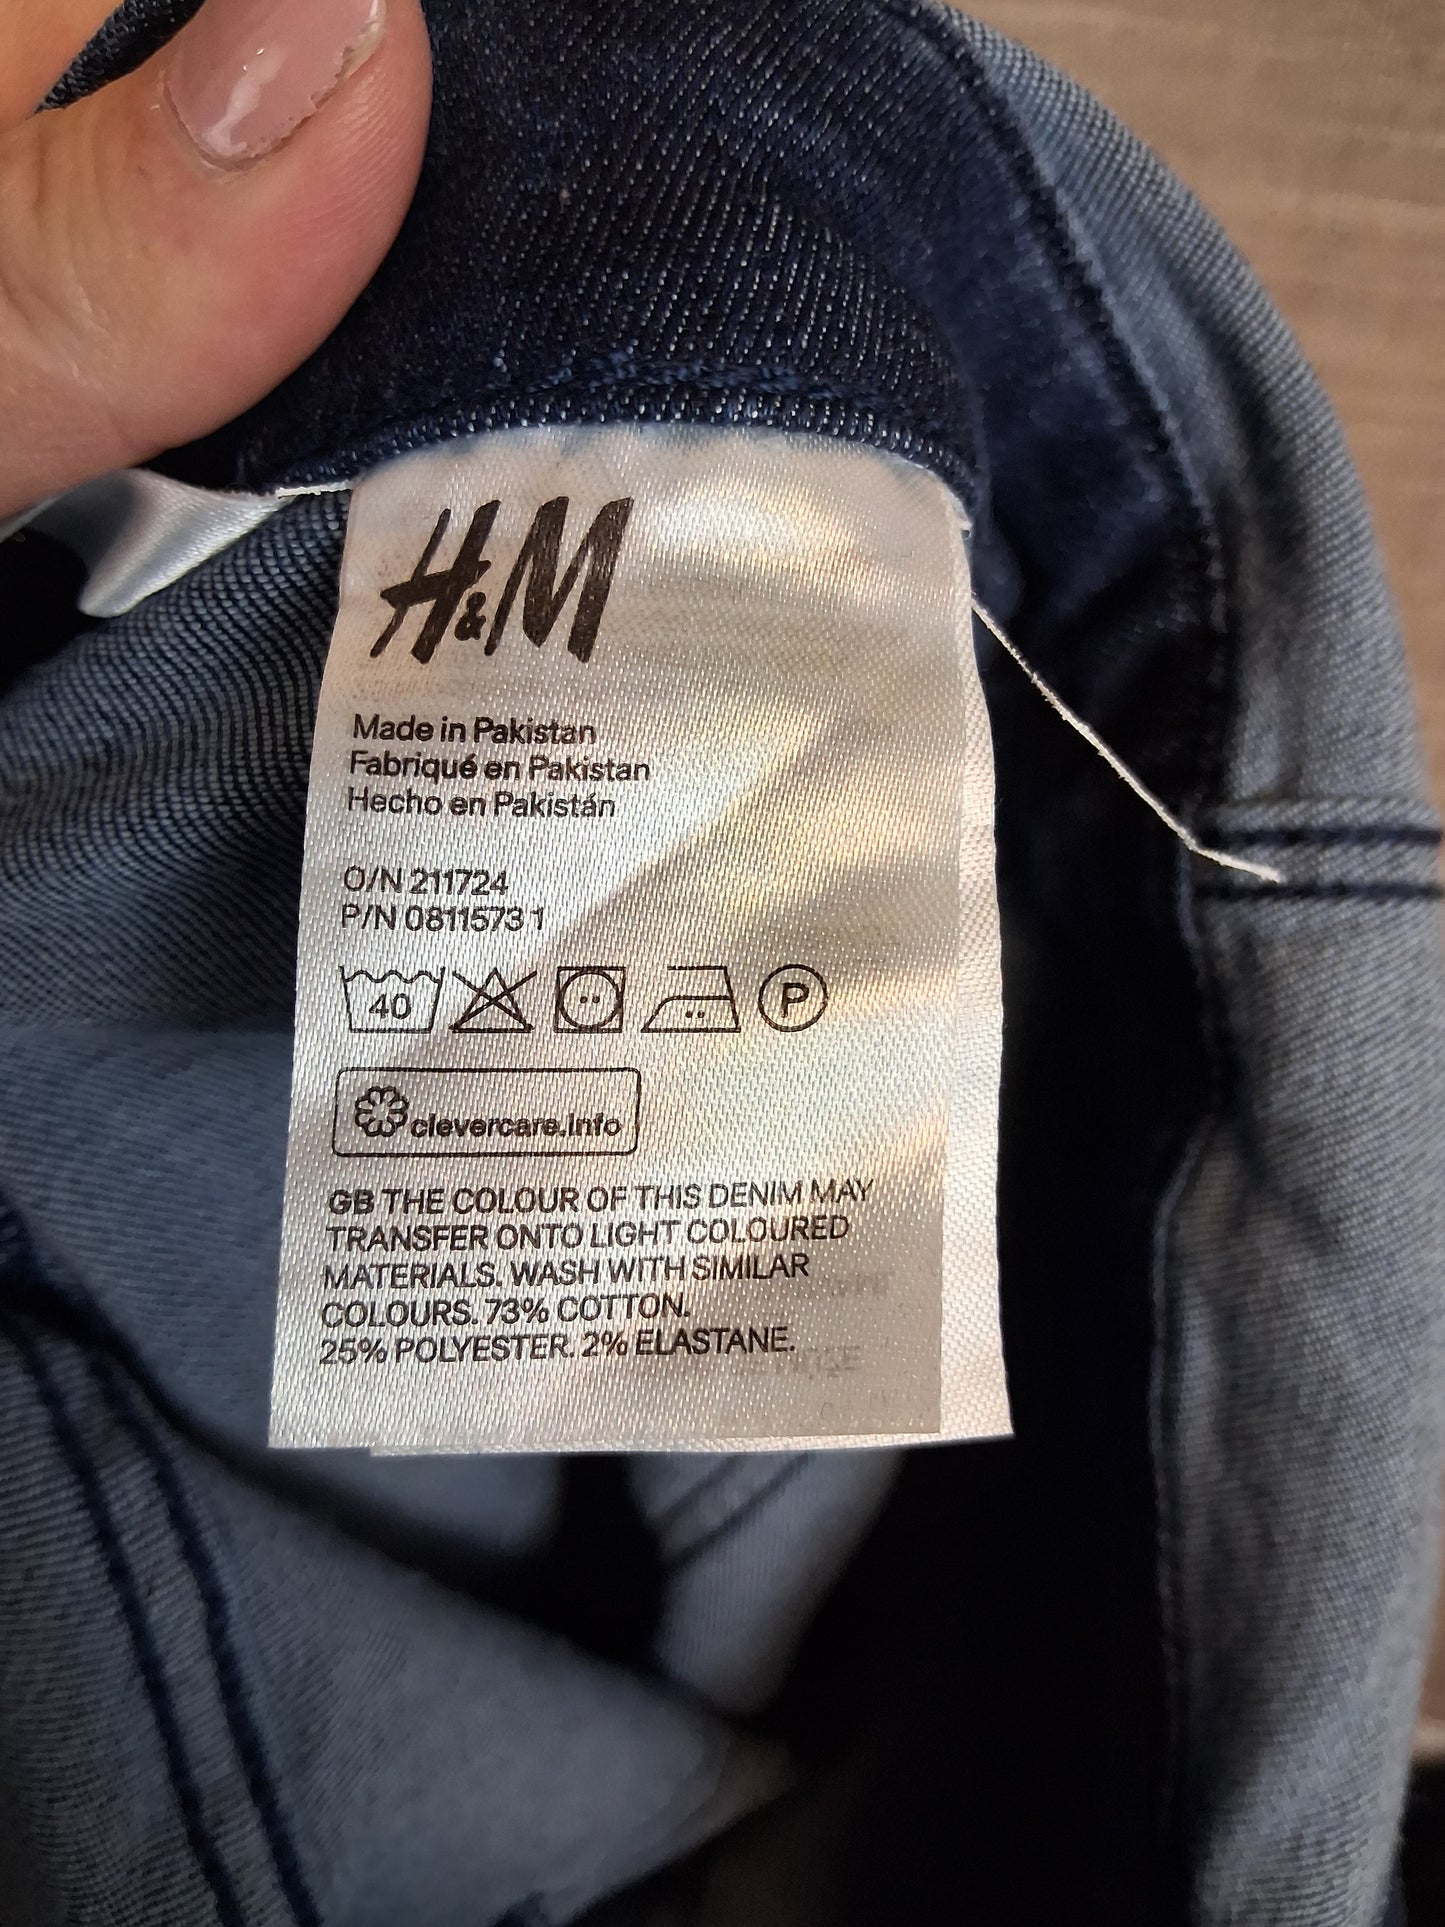 H&M
Made in Pakistan
Fabriqué en Pakistan
Hecho en Pakistán
O/N 211724
P/N 0811573 1
40
P
clevercare.info
GB THE COLOUR OF THIS DENIM MAY
TRANSFER ONTO LIGHT COLOURED
MATERIALS. WASH WITH SIMILAR
COLOURS. 73% COTTON.
25% POLYESTER. 2% ELASTANE.